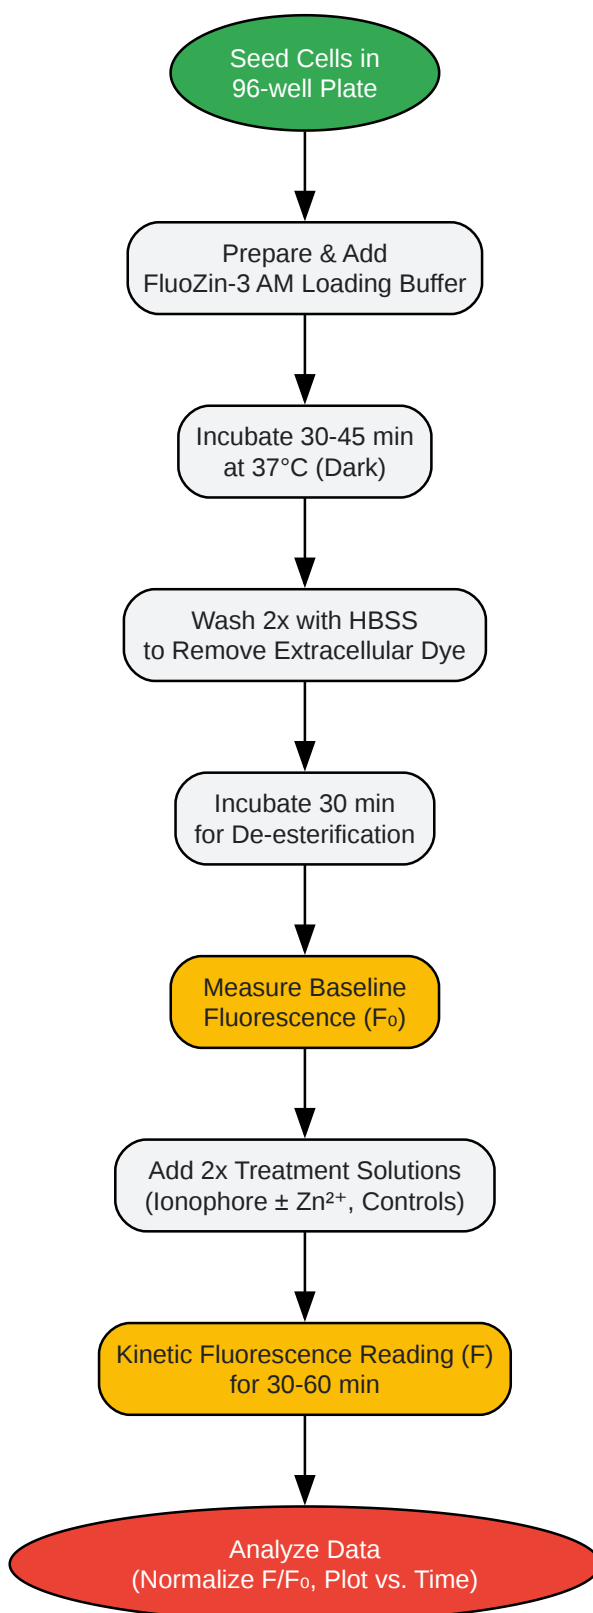 Seed Cells in
96-well Plate
Prepare & Add
FluoZin-3 AM Loading Buffer
Incubate 30-45 min
at 37°C (Dark)
Wash 2x with HBSS
to Remove Extracellular Dye
Incubate 30 min
for De-esterification
Measure Baseline
Fluorescence (F₀)
Add 2x Treatment Solutions
(Ionophore ± Zn²⁺, Controls)
Kinetic Fluorescence Reading (F)
for 30-60 min
Analyze Data
(Normalize F/F₀, Plot vs. Time)